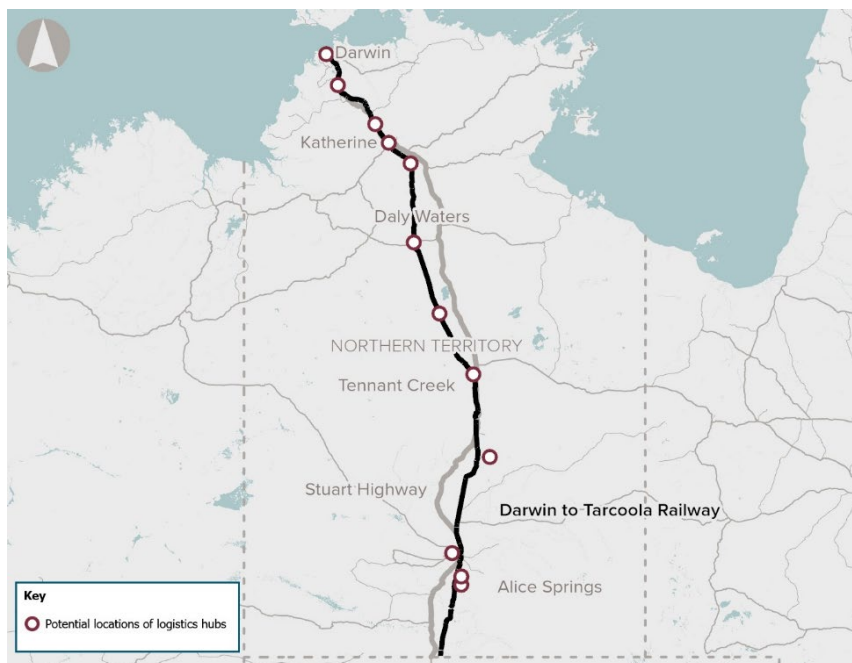 Darwin
Katherine
Daly Waters
NORTHERN TERRITORY
Tennant Creek
Stuart Highway
Darwin to Tarcoola Railway
Alice Springs
Key
Potential locations of logistics hubs